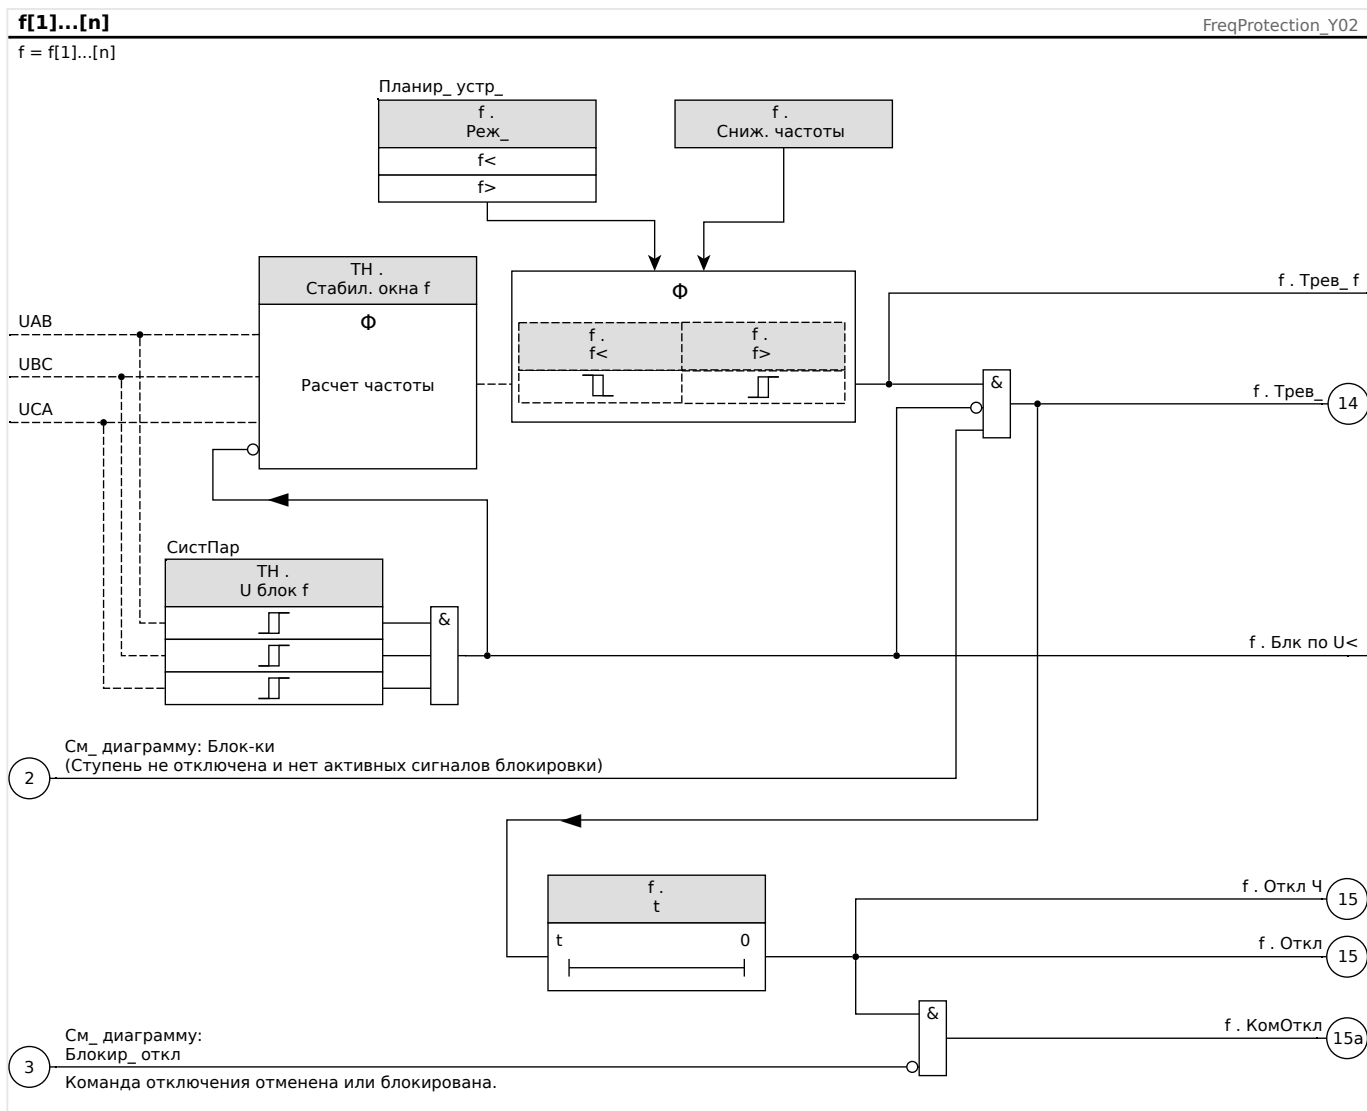 f[1]...[n]
FreqProtection_Y02
f = f[1]...[n]
Планир_ устр_
f .
Реж_
f<
f>
f .
Сниж. частоты
ТН .
Стабил. окна f
Φ
Расчет частоты
Φ
f .
f<
f .
f>
f . Трев_ f
UAB
UBC
UCA
&
f . Трев_
14
СистПар
ТН .
U блок f
&
f . Блк по U<
См_ диаграмму: Блок-ки
(Ступень не отключена и нет активных сигналов блокировки)
2
f .
t
t
0
f . Откл Ч
15
f . Откл
15
&
f . КомОткл
15a
См_ диаграмму:
Блокир_ откл
3
Команда отключения отменена или блокирована.